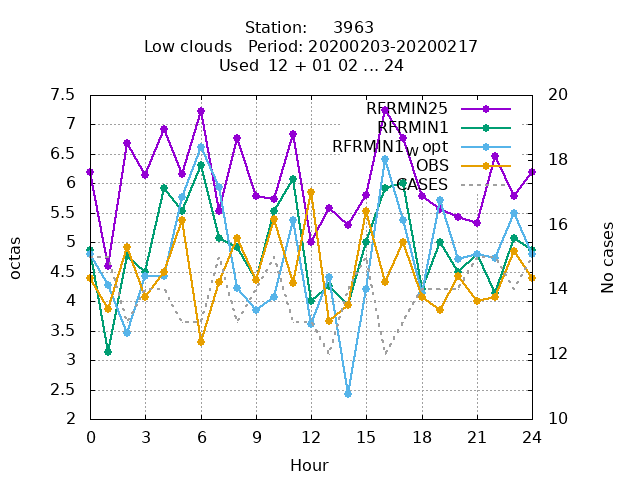 Station: 3963
Low clouds Period: 20200203-20200217
Used 12 + 01 02 ... 24
7.5
7
6.5
6
5.5
5
4.5
4
3.5
3
2.5
2
octas
RFRMIN25
RFRMIN1
RFRMIN1_w opt
OBS
CASES
20
18
16
14
12
10
No cases
0 3 6 9 12 15 18 21 24
Hour